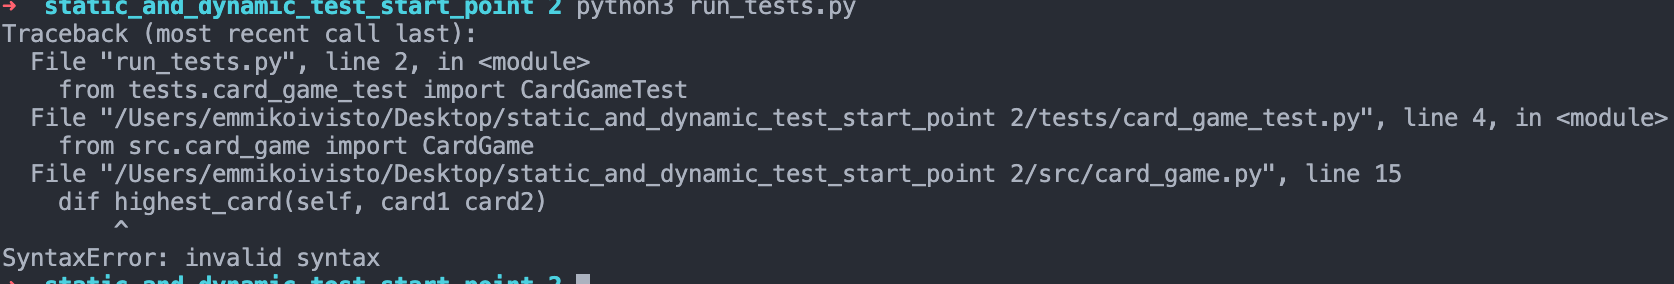 ➜ static_and_dynamic_test_start_point 2 python3 run_tests.py
Traceback (most recent call last):
  File "run_tests.py", line 2, in <module>
    from tests.card_game_test import CardGameTest
  File "/Users/emmikoivisto/Desktop/static_and_dynamic_test_start_point 2/tests/card_game_test.py", line 4, in <module>
    from src.card_game import CardGame
  File "/Users/emmikoivisto/Desktop/static_and_dynamic_test_start_point 2/src/card_game.py", line 15
    dif highest_card(self, card1 card2)
        ^
SyntaxError: invalid syntax
➜ static_and_dynamic_test_start_point 2